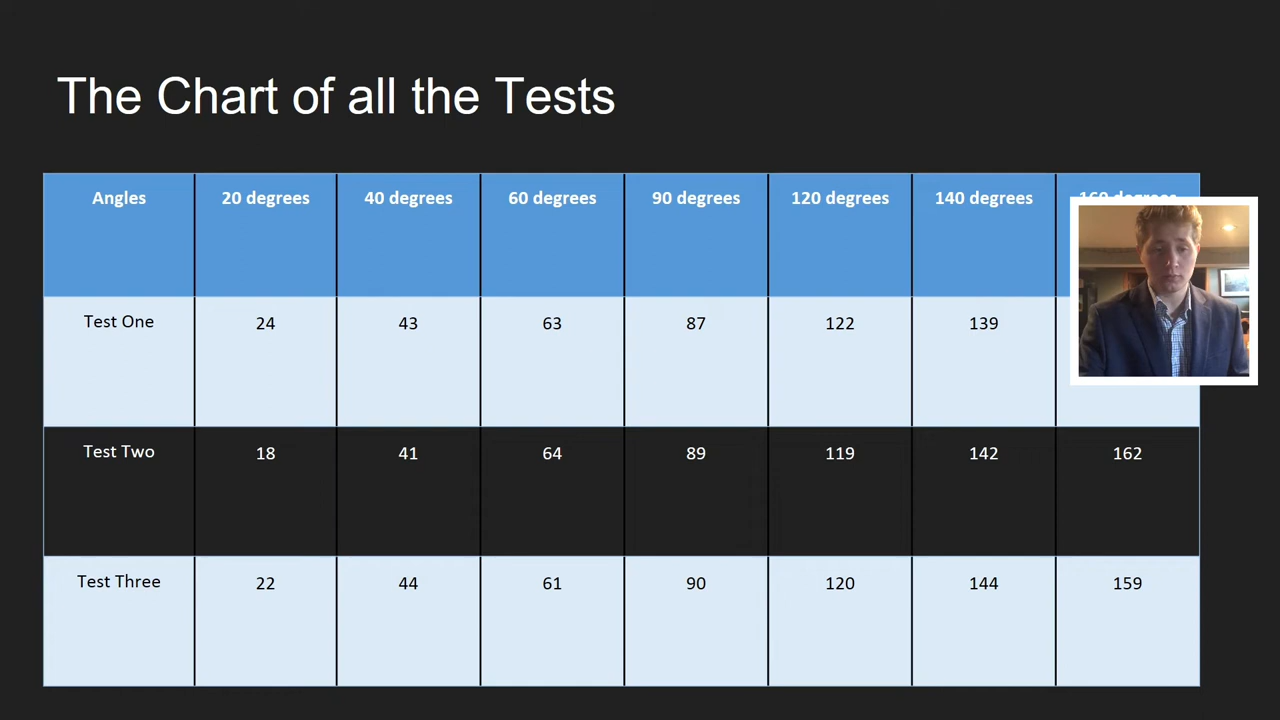 The Chart of all the Tests
Angles 20 degrees 40 degrees 60 degrees 90 degrees 120 degrees 140 degrees 160 degrees
Test One 24 43 63 87 122 139
Test Two 18 41 64 89 119 142 162
Test Three 22 44 61 90 120 144 159